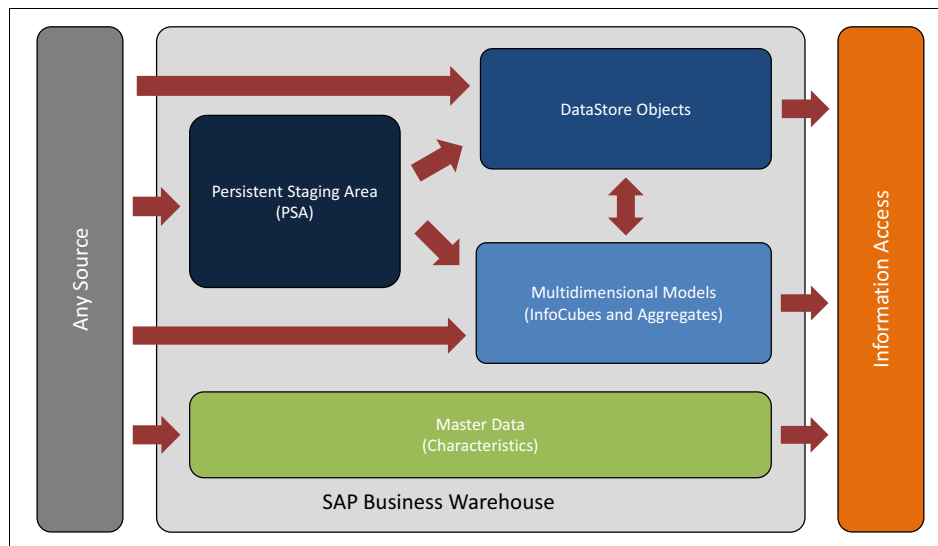 Any Source
DataStore Objects
Persistent Staging Area
(PSA)
Multidimensional Models
(InfoCubes and Aggregates)
Master Data
(Characteristics)
SAP Business Warehouse
Information Access